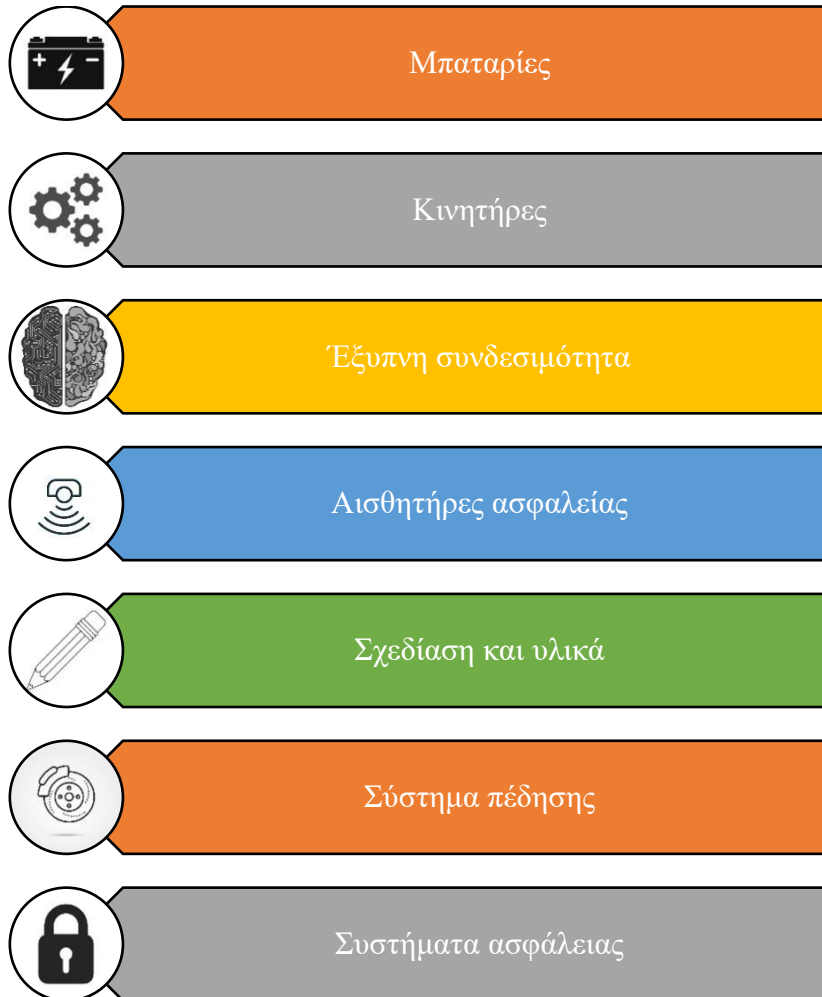 Μπαταρίες
Κινητήρες
Έξυπνη συνδεσιμότητα
Αισθητήρες ασφαλείας
Σχεδίαση και υλικά
Σύστημα πέδησης
Συστήματα ασφάλειας